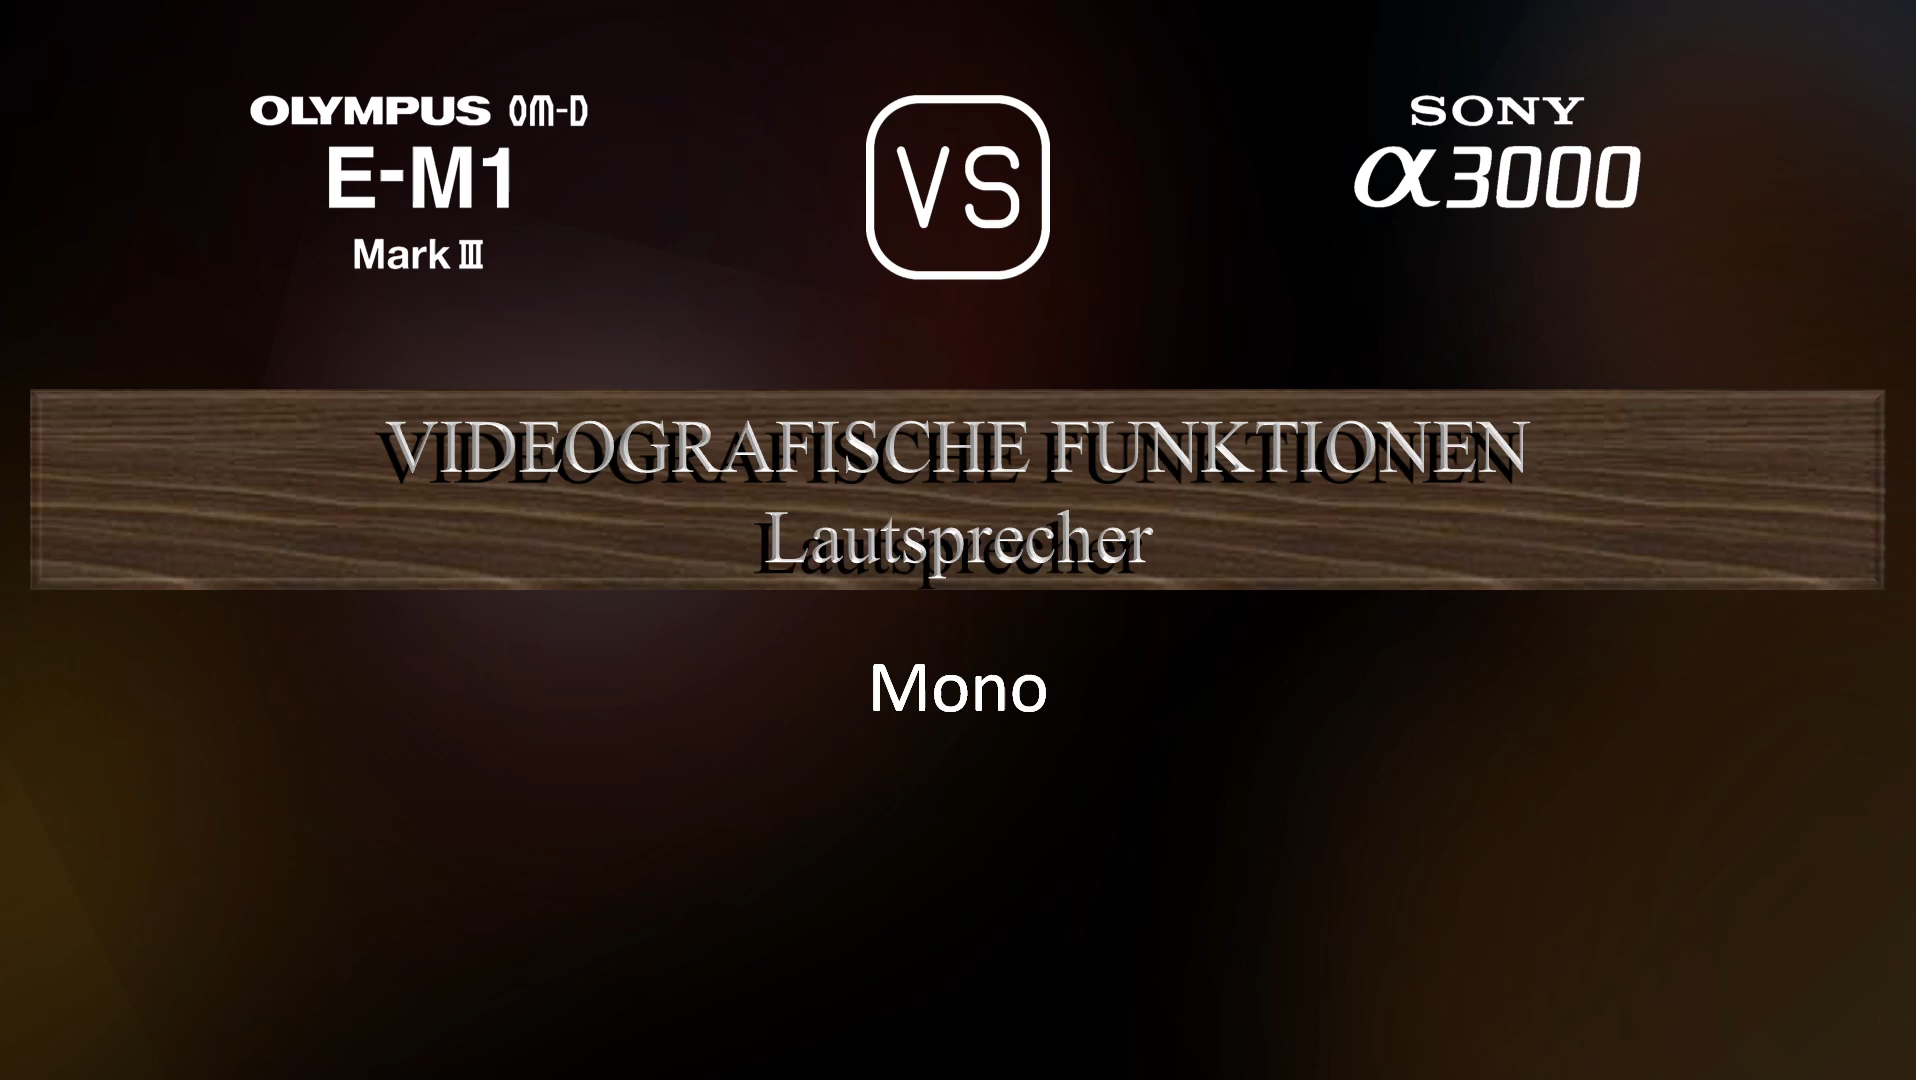 OLYMPUS OM-D
E-M1
Mark III
VS
SONY
α3000
VIDEOGRAFISCHE FUNKTIONEN
Lautsprecher
Mono